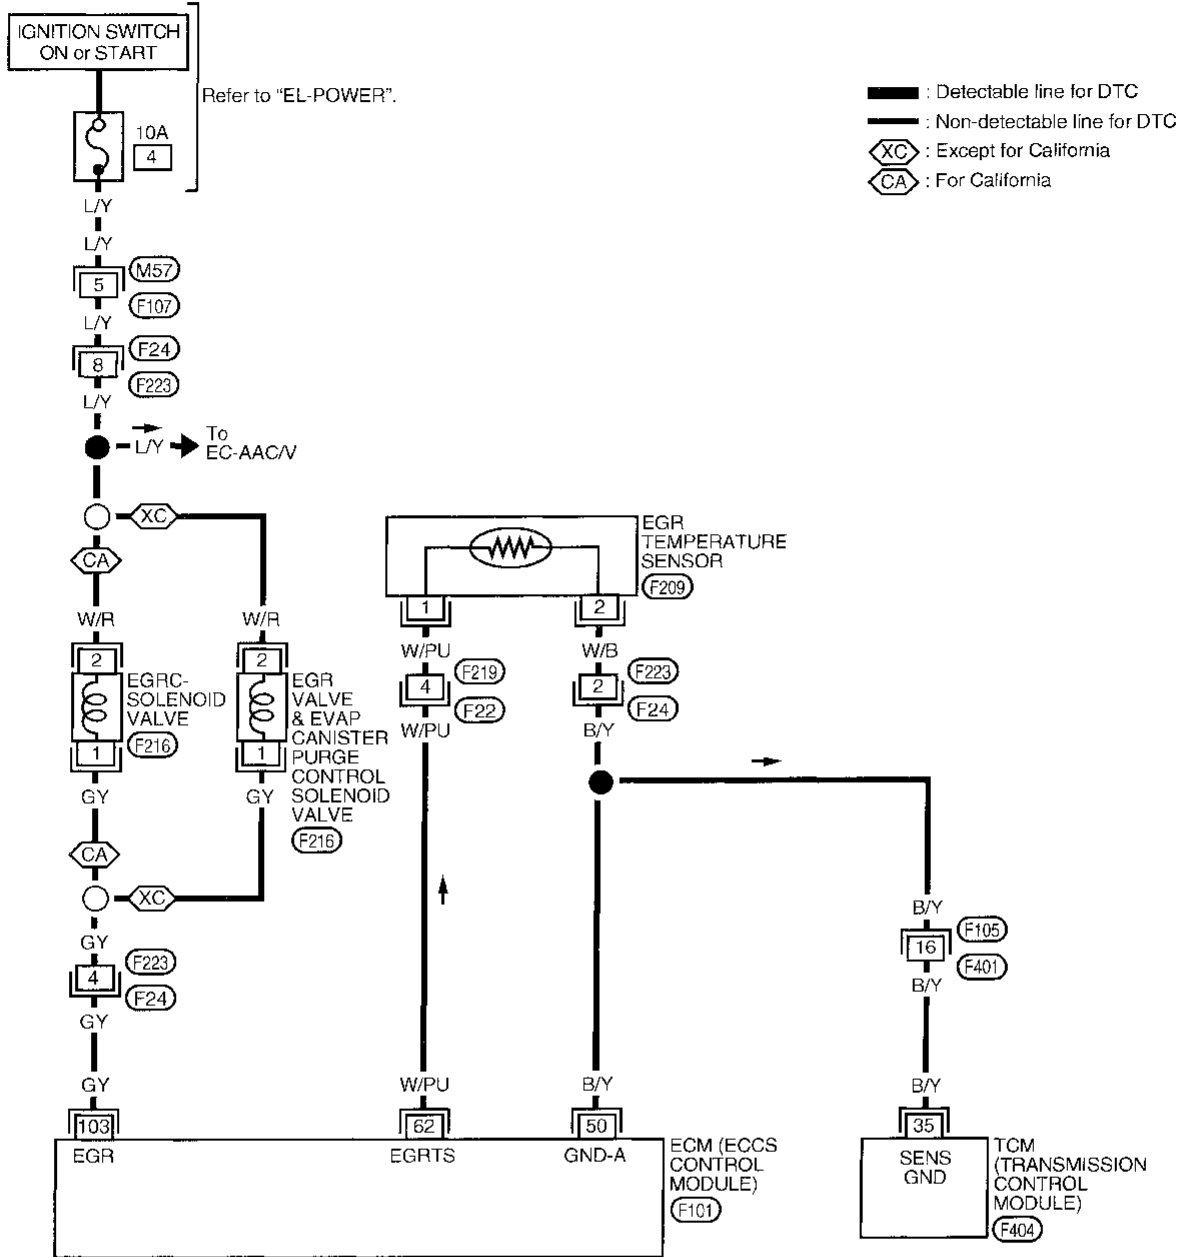 IGNITION SWITCH
ON or START
Refer to "EL-POWER".
10A
4
: Detectable line for DTC
: Non-detectable line for DTC
XC : Except for California
CA : For California
L/Y
L/Y
5
M57
F107
L/Y
8
F24
F223
L/Y
L/Y
To
EC-AAC/V
XC
CA
W/R
W/R
2
2
EGRC-
SOLENOID
VALVE
F216
EGR
VALVE
& EVAP
CANISTER
PURGE
CONTROL
SOLENOID
VALVE
F216
1
1
GY
GY
CA
XC
GY
4
F223
F24
GY
GY
103
EGR
EGR
TEMPERATURE
SENSOR
F209
1
2
W/PU
W/B
4
F219
F22
2
F223
F24
W/PU
B/Y
W/PU
B/Y
62
50
EGRTS
GND-A
ECM (ECCS
CONTROL
MODULE)
F101
B/Y
16
F105
F401
B/Y
B/Y
35
SENS
GND
TCM
(TRANSMISSION
CONTROL
MODULE)
F404